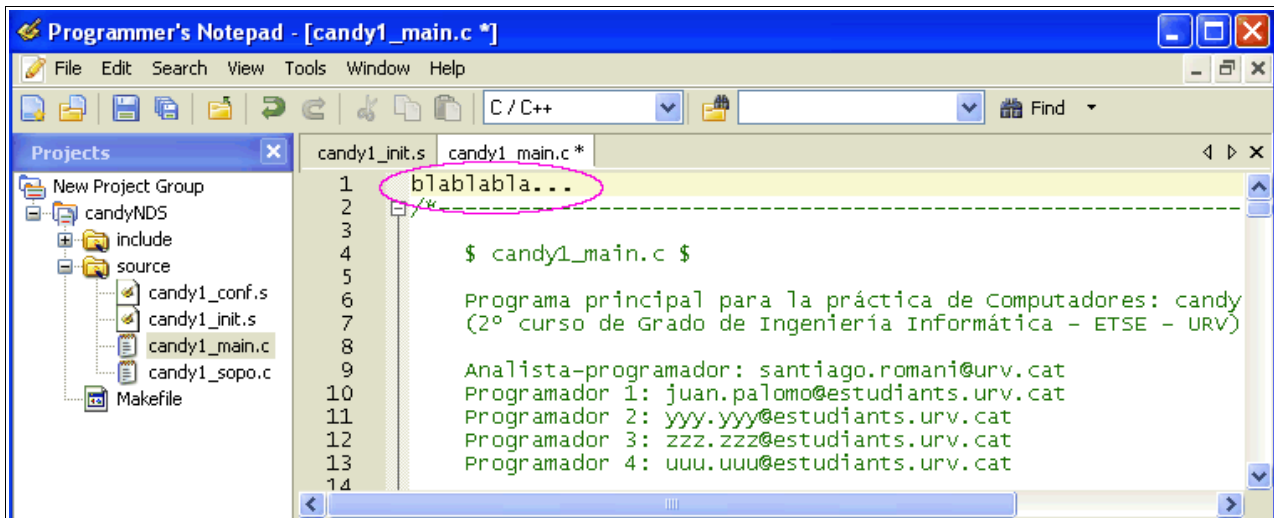 Programmer's Notepad - [candy1_main.c *]
File Edit Search View Tools Window Help
C / C++ Find
Projects
candy1_init.s candy1_main.c *
New Project Group
candyNDS
include
source
candy1_conf.s
candy1_init.s
candy1_main.c
candy1_sopo.c
Makefile
1 blablabla...
2 /*----------------------------------------------------------------
3
4 $ candy1_main.c $
5
6 Programa principal para la práctica de Computadores: candy
7 (2º curso de Grado de Ingeniería Informática - ETSE - URV)
8
9 Analista-programador: santiago.romani@urv.cat
10 Programador 1: juan.palomo@estudiants.urv.cat
11 Programador 2: yyy.yyy@estudiants.urv.cat
12 Programador 3: zzz.zzz@estudiants.urv.cat
13 Programador 4: uuu.uuu@estudiants.urv.cat
14